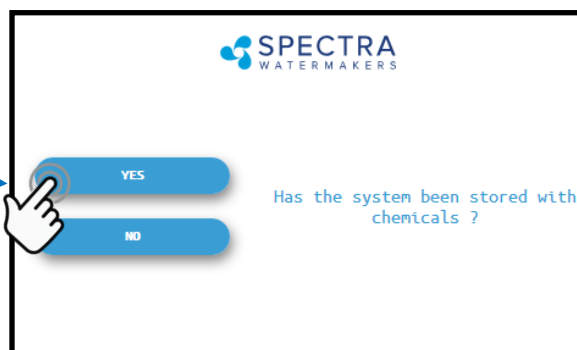 SPECTRA
WATERMAKERS
YES
Has the system been stored with
chemicals ?
NO